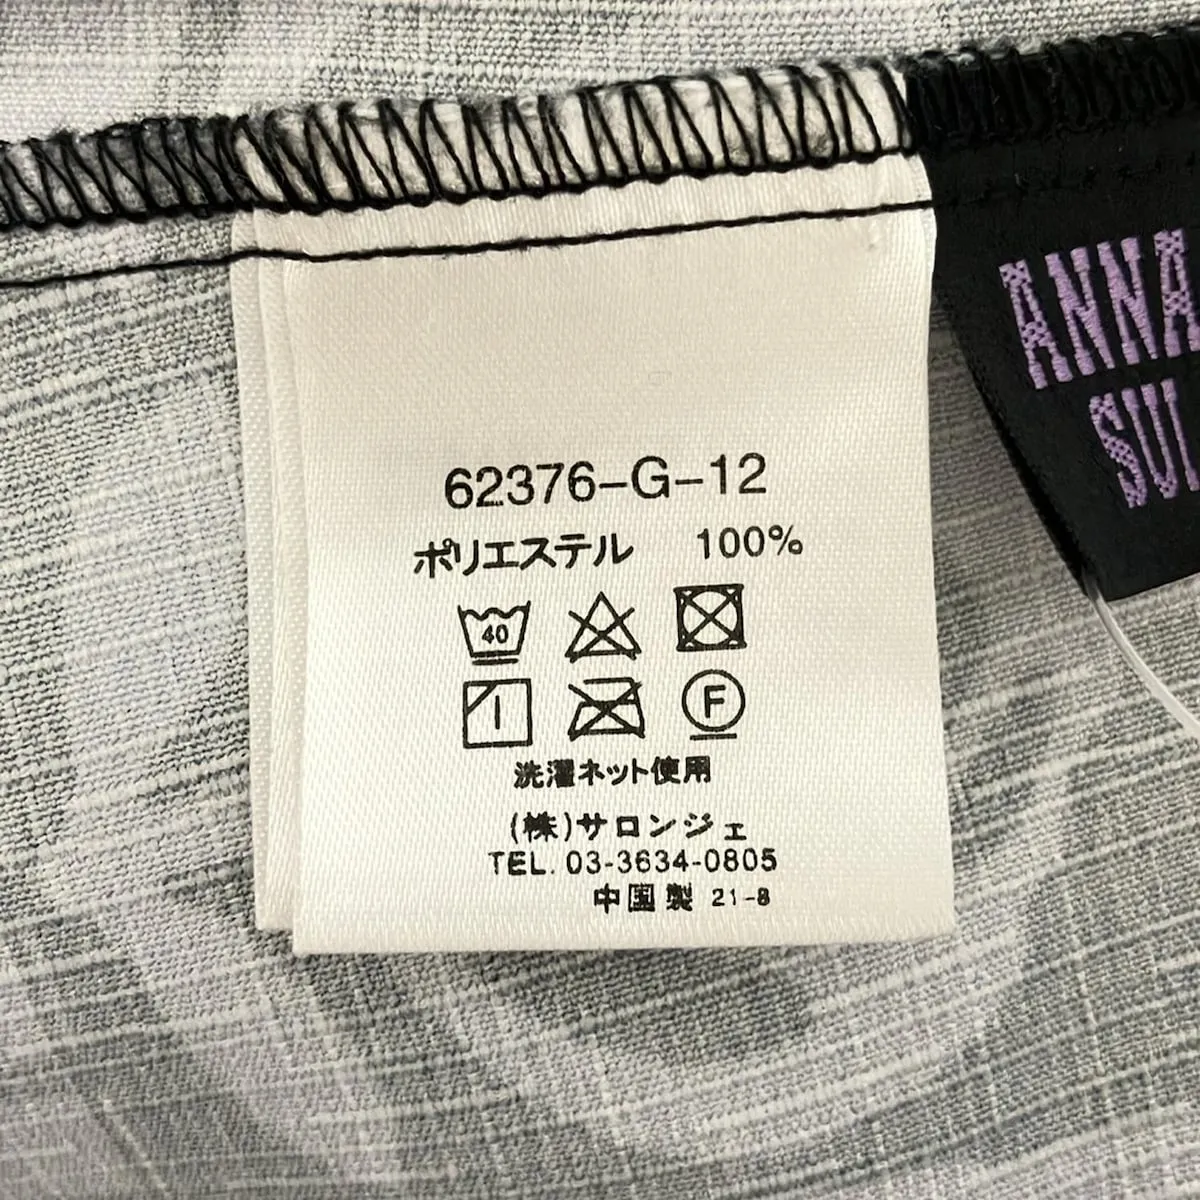 62376-G-12
ポリエステル 100%
40
F
洗濯ネット使用
(株)サロンジェ
TEL. 03-3634-0805
中国製 21-8
ANNA
SUI